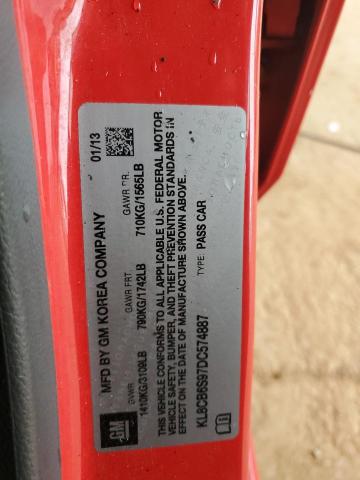 MFD BY GM KOREA COMPANY 01/13
GVWR GAWR FRT GAWR RR.
1410KG/3109LB 790KG/1742LB 710KG/1565LB
THIS VEHICLE CONFORMS TO ALL APPLICABLE U.S. FEDERAL MOTOR
VEHICLE SAFETY, BUMPER, AND THEFT PREVENTION STANDARDS IN
EFFECT ON THE DATE OF MANUFACTURE SHOWN ABOVE.
KL8CB6S97DC574887 TYPE: PASS CAR
GM